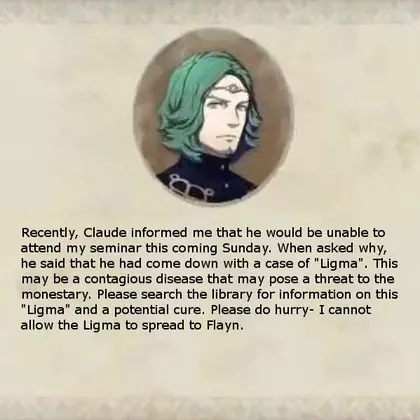 Recently, Claude informed me that he would be unable to
attend my seminar this coming Sunday. When asked why,
he said that he had come down with a case of "Ligma". This
may be a contagious disease that may pose a threat to the
monestary. Please search the library for information on this
"Ligma" and a potential cure. Please do hurry- I cannot
allow the Ligma to spread to Flayn.